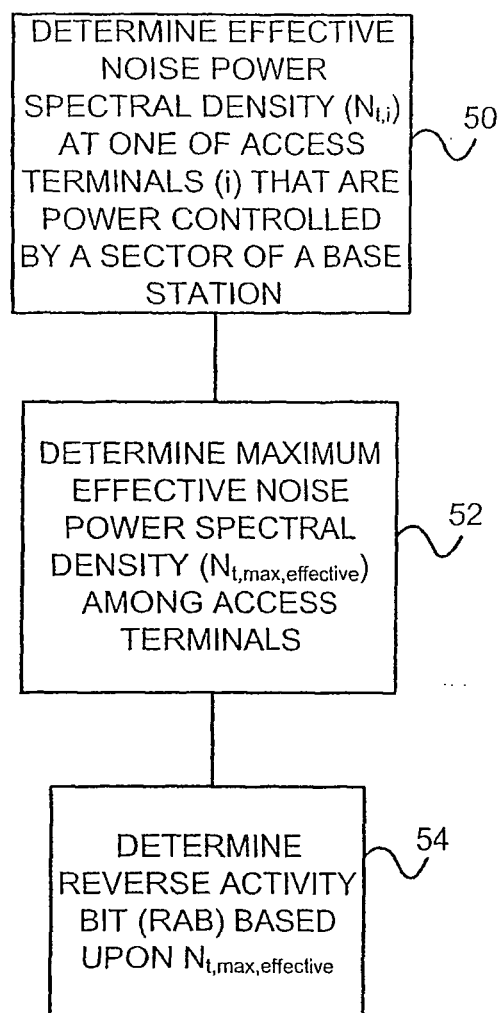 DETERMINE EFFECTIVE
NOISE POWER
SPECTRAL DENSITY (Nt,i)
AT ONE OF ACCESS
TERMINALS (i) THAT ARE
POWER CONTROLLED
BY A SECTOR OF A BASE
STATION
50
DETERMINE MAXIMUM
EFFECTIVE NOISE
POWER SPECTRAL
DENSITY (Nt,max,effective)
AMONG ACCESS
TERMINALS
52
DETERMINE
REVERSE ACTIVITY
BIT (RAB) BASED
UPON Nt,max,effective
54